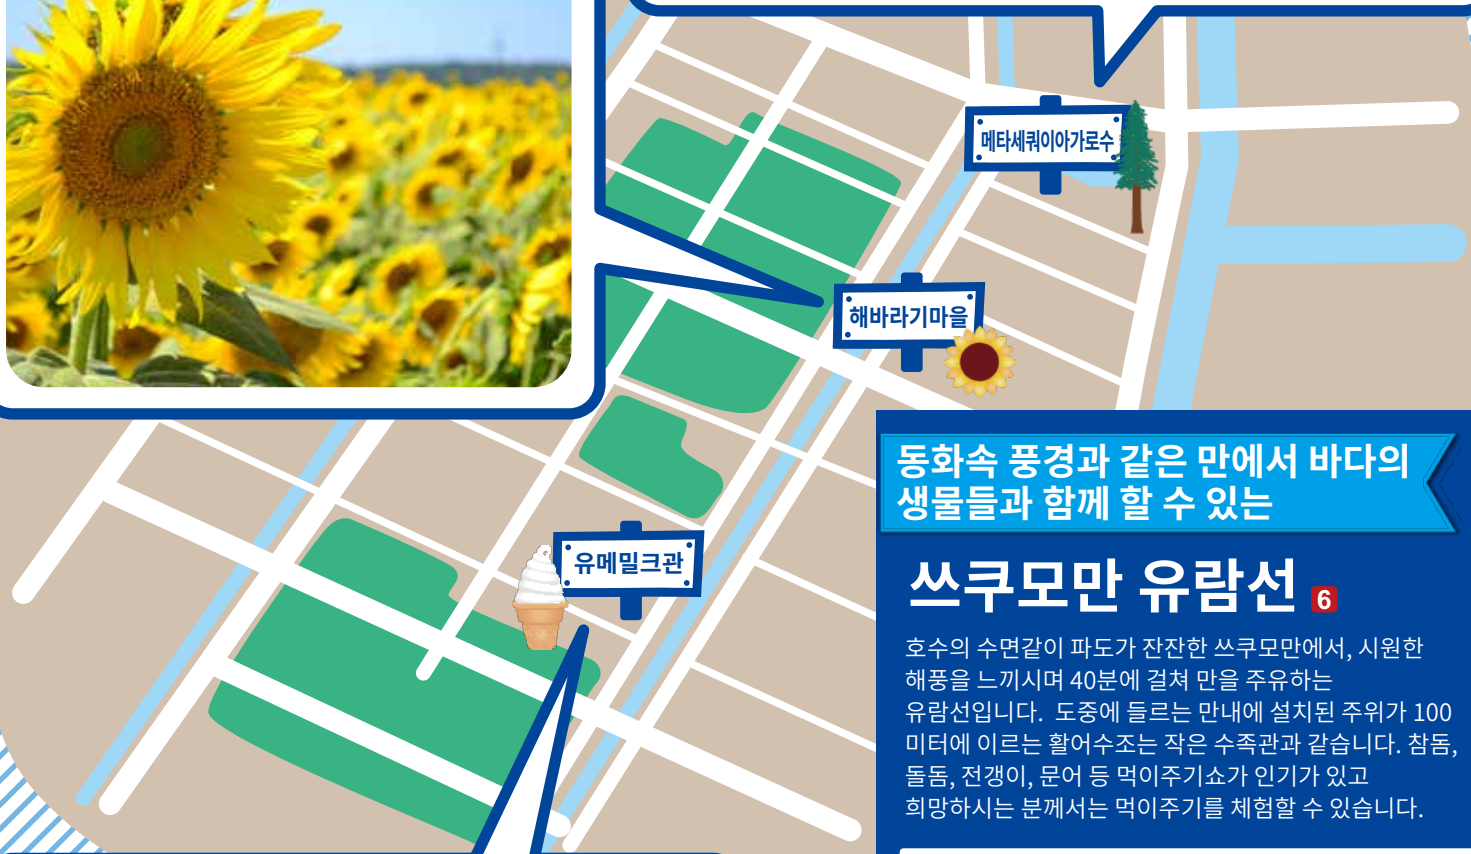 메타세쿼이아가로수
해바라기마을
유메밀크관
동화속 풍경과 같은 만에서 바다의
생물들과 함께 할 수 있는
쓰쿠모만 유람선 6
호수의 수면같이 파도가 잔잔한 쓰쿠모만에서, 시원한
해풍을 느끼시며 40분에 걸쳐 만을 주유하는
유람선입니다. 도중에 들르는 만내에 설치된 주위가 100
미터에 이르는 활어수조는 작은 수족관과 같습니다. 참돔,
돌돔, 전갱이, 문어 등 먹이주기쇼가 인기가 있고
희망하시는 분께서는 먹이주기를 체험할 수 있습니다.